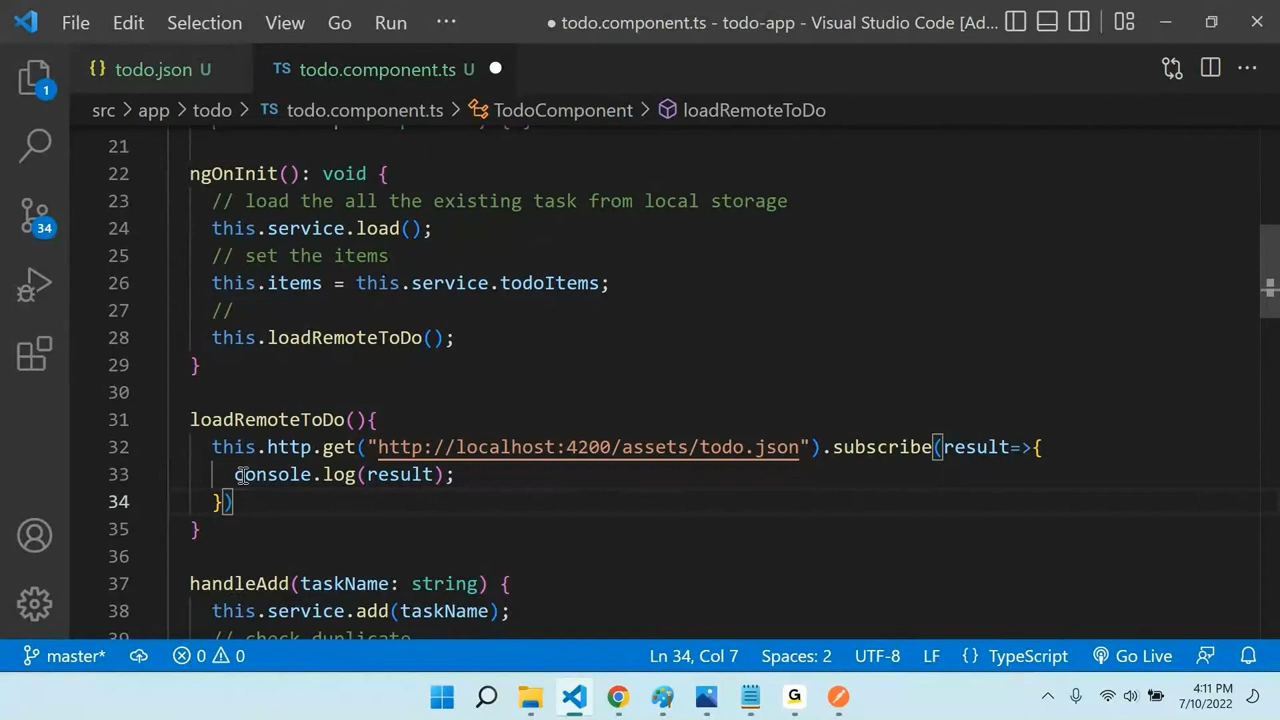 File Edit Selection View Go Run ··· ● todo.component.ts - todo-app - Visual Studio Code [Ad...
{} todo.json U TS todo.component.ts U ●
src > app > todo > TS todo.component.ts > TodoComponent > loadRemoteToDo
21
22 ngOnInit(): void {
23 // load the all the existing task from local storage
24 this.service.load();
25 // set the items
26 this.items = this.service.todoItems;
27 //
28 this.loadRemoteToDo();
29 }
30
31 loadRemoteToDo(){
32 this.http.get("http://localhost:4200/assets/todo.json").subscribe(result=>{
33 console.log(result);
34 })
35 }
36
37 handleAdd(taskName: string) {
38 this.service.add(taskName);
39 // check duplicate
1
34
master* 0 0 Ln 34, Col 7 Spaces: 2 UTF-8 LF {} TypeScript Go Live
G
4:11 PM
7/10/2022